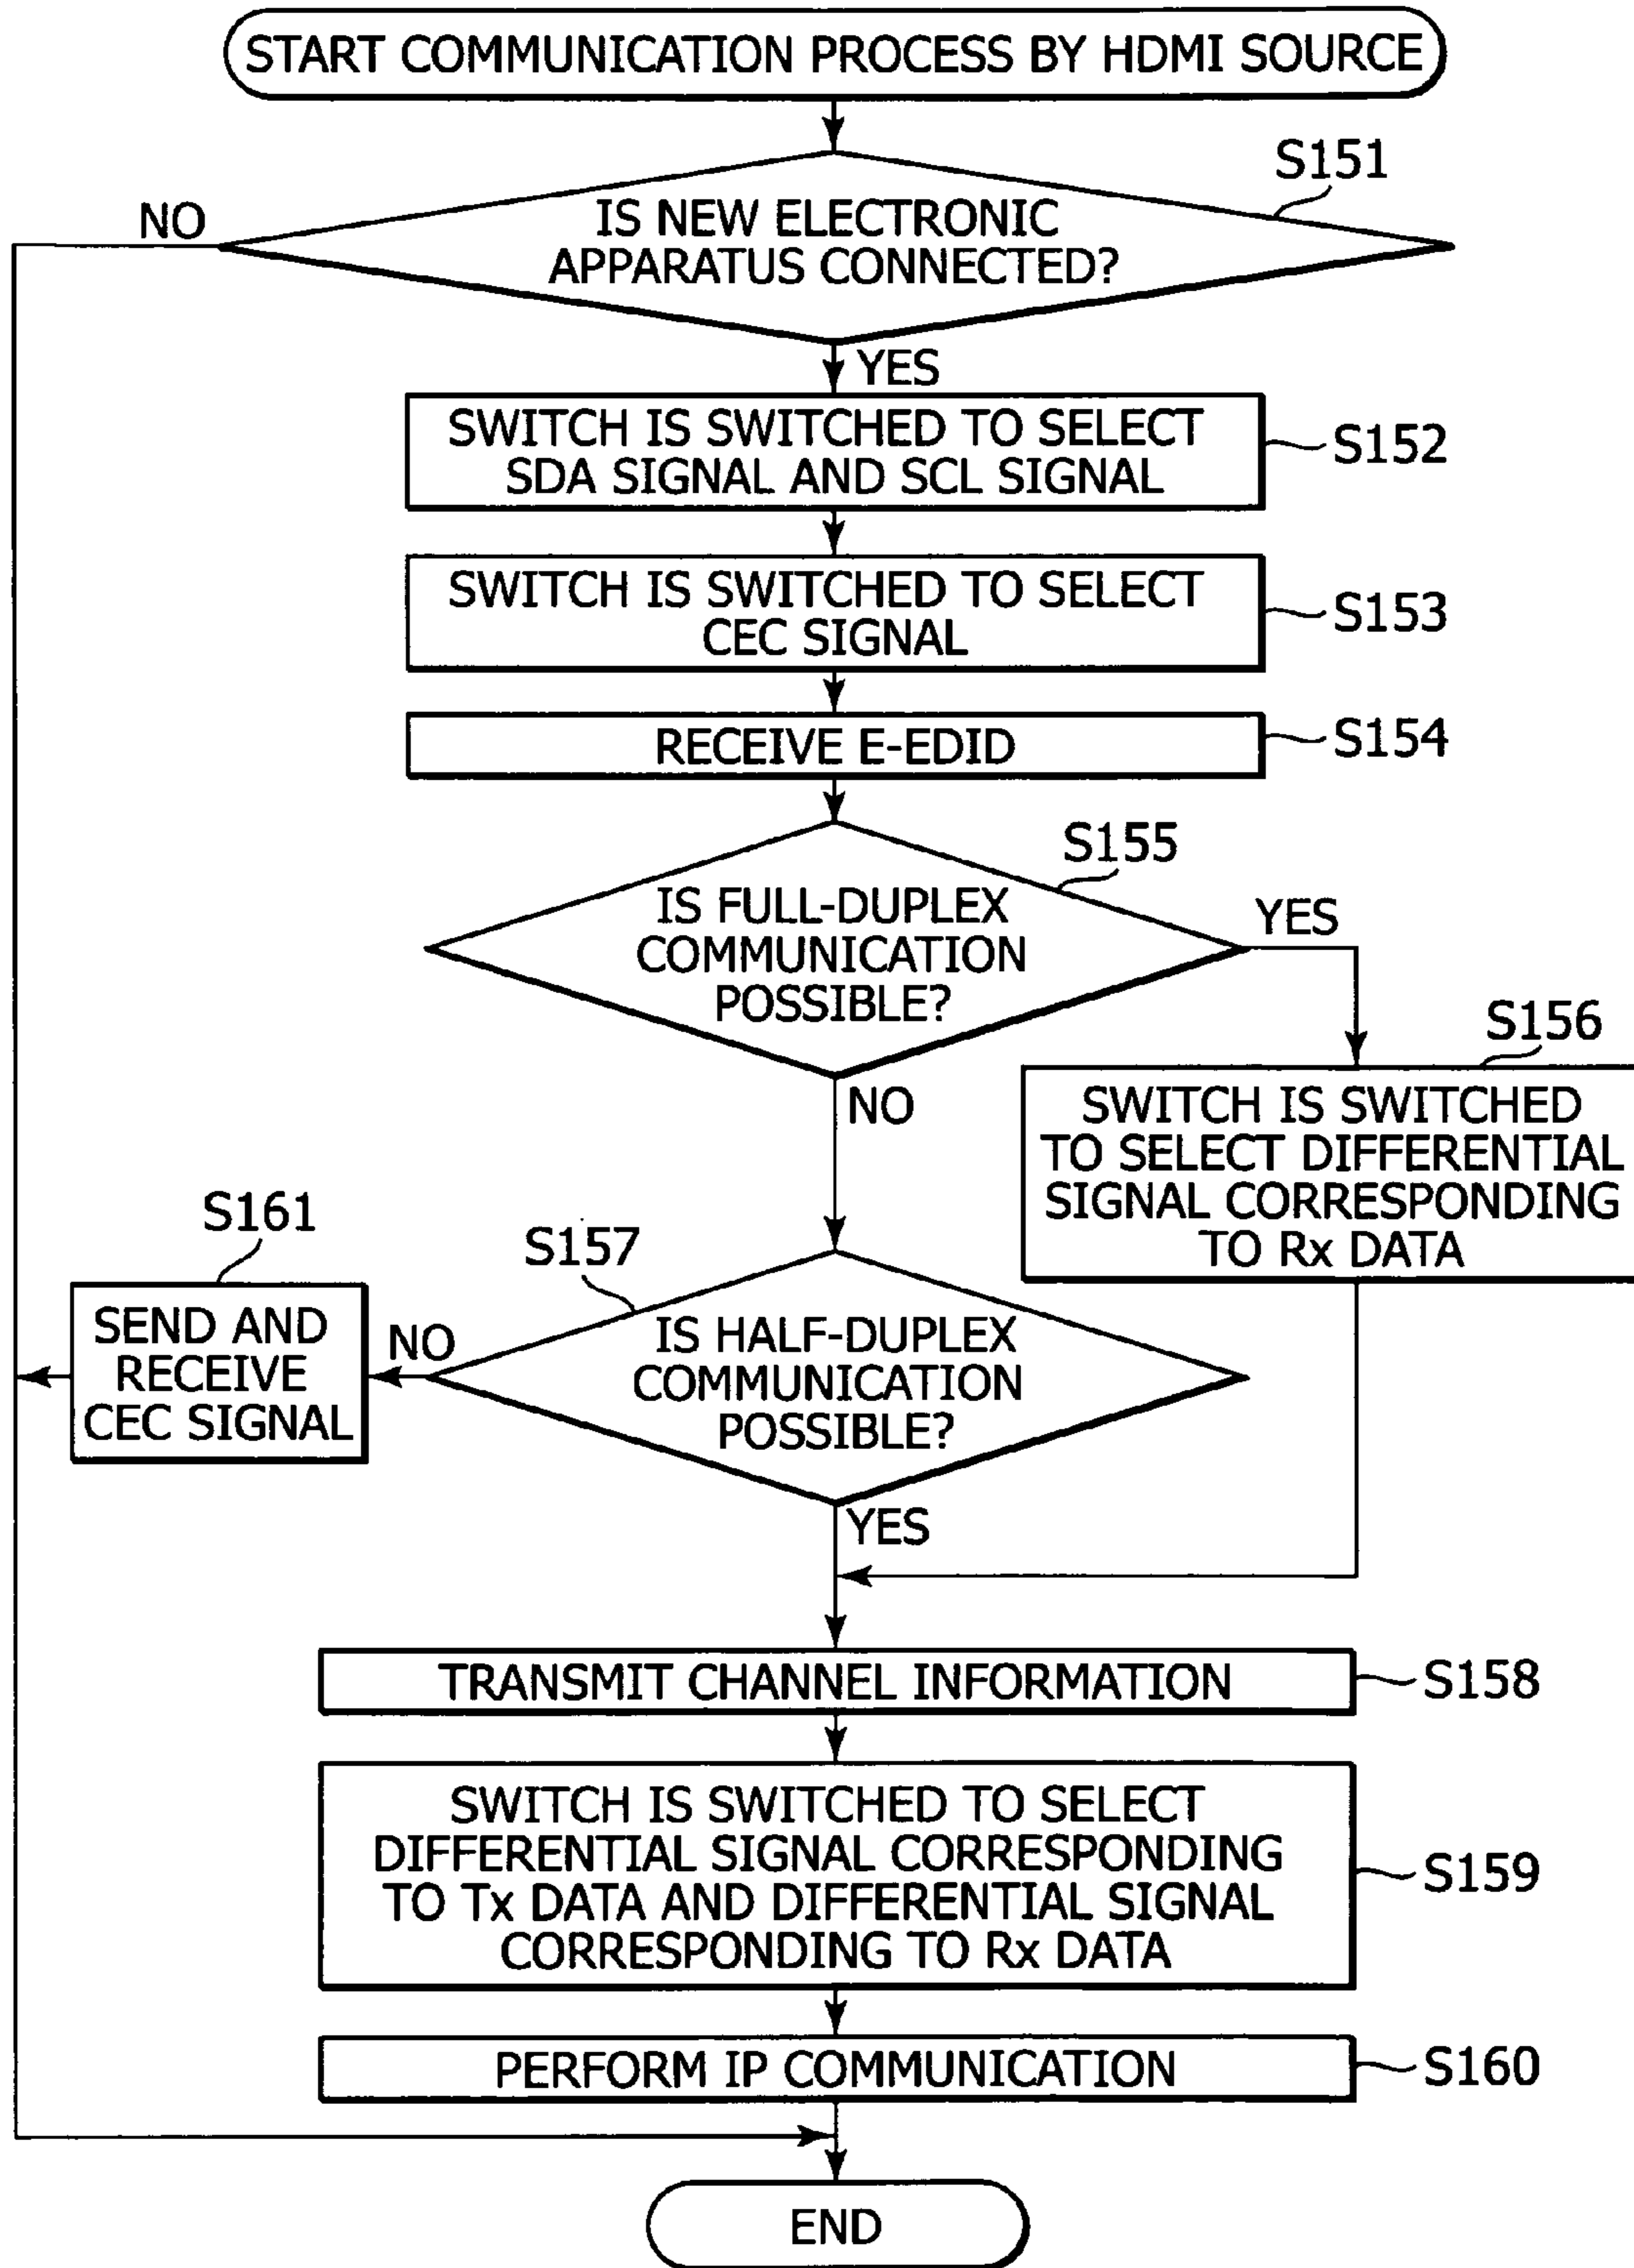 START COMMUNICATION PROCESS BY HDMI SOURCE
S151
NO
IS NEW ELECTRONIC
APPARATUS CONNECTED?
YES
SWITCH IS SWITCHED TO SELECT
SDA SIGNAL AND SCL SIGNAL
S152
SWITCH IS SWITCHED TO SELECT
CEC SIGNAL
S153
RECEIVE E-EDID
S154
S155
IS FULL-DUPLEX
COMMUNICATION
POSSIBLE?
YES
NO
S156
SWITCH IS SWITCHED
TO SELECT DIFFERENTIAL
SIGNAL CORRESPONDING
TO Rx DATA
S157
IS HALF-DUPLEX
COMMUNICATION
POSSIBLE?
NO
S161
SEND AND
RECEIVE
CEC SIGNAL
YES
TRANSMIT CHANNEL INFORMATION
S158
SWITCH IS SWITCHED TO SELECT
DIFFERENTIAL SIGNAL CORRESPONDING
TO Tx DATA AND DIFFERENTIAL SIGNAL
CORRESPONDING TO Rx DATA
S159
PERFORM IP COMMUNICATION
S160
END